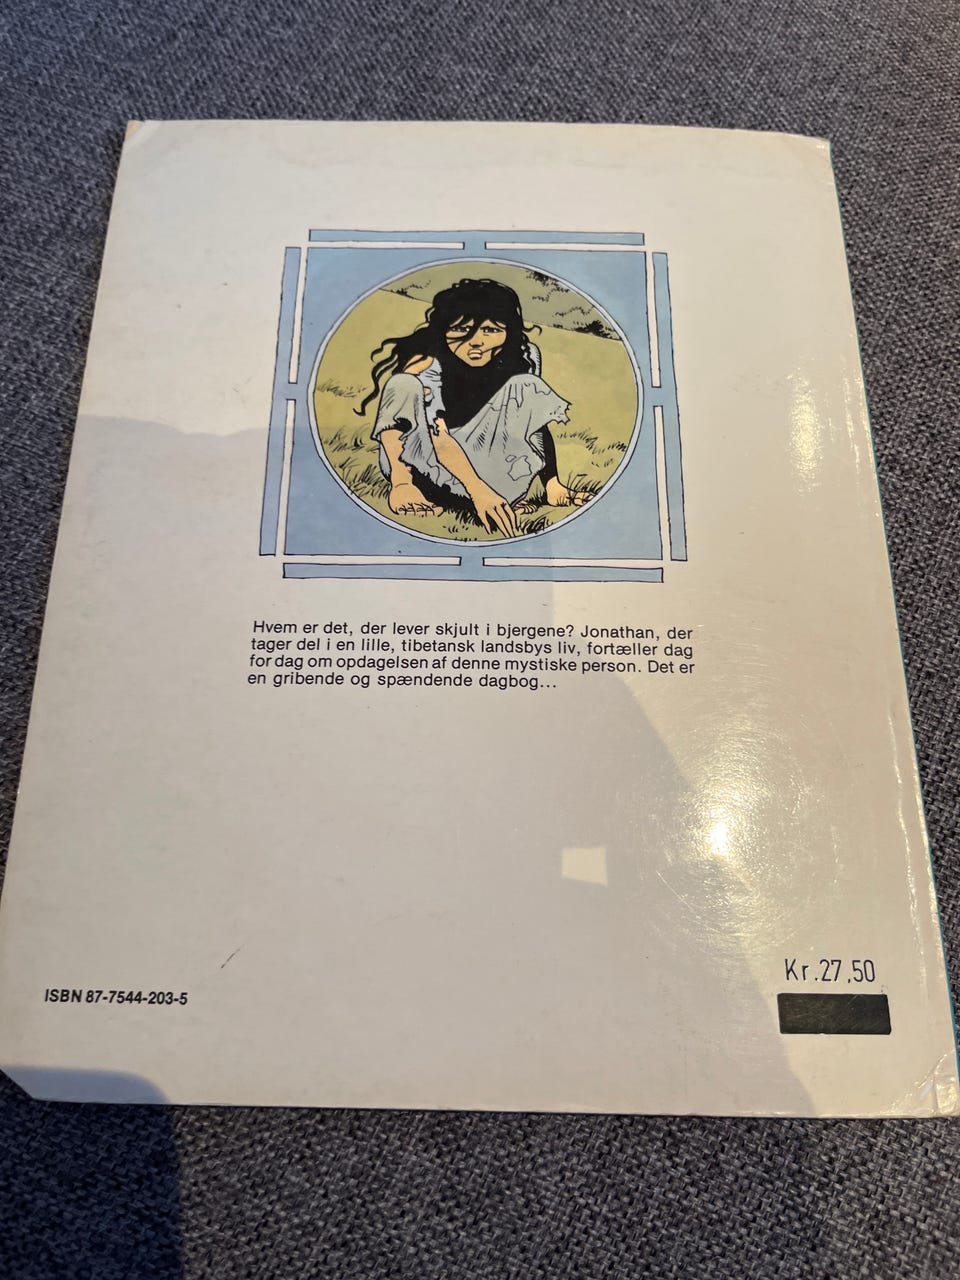 Hvem er det, der lever skjult i bjergene? Jonathan, der
tager del i en lille, tibetansk landsbys liv, fortæller dag
for dag om opdagelsen af denne mystiske person. Det er
en gribende og spændende dagbog...
Kr.27,50
ISBN 87-7544-203-5